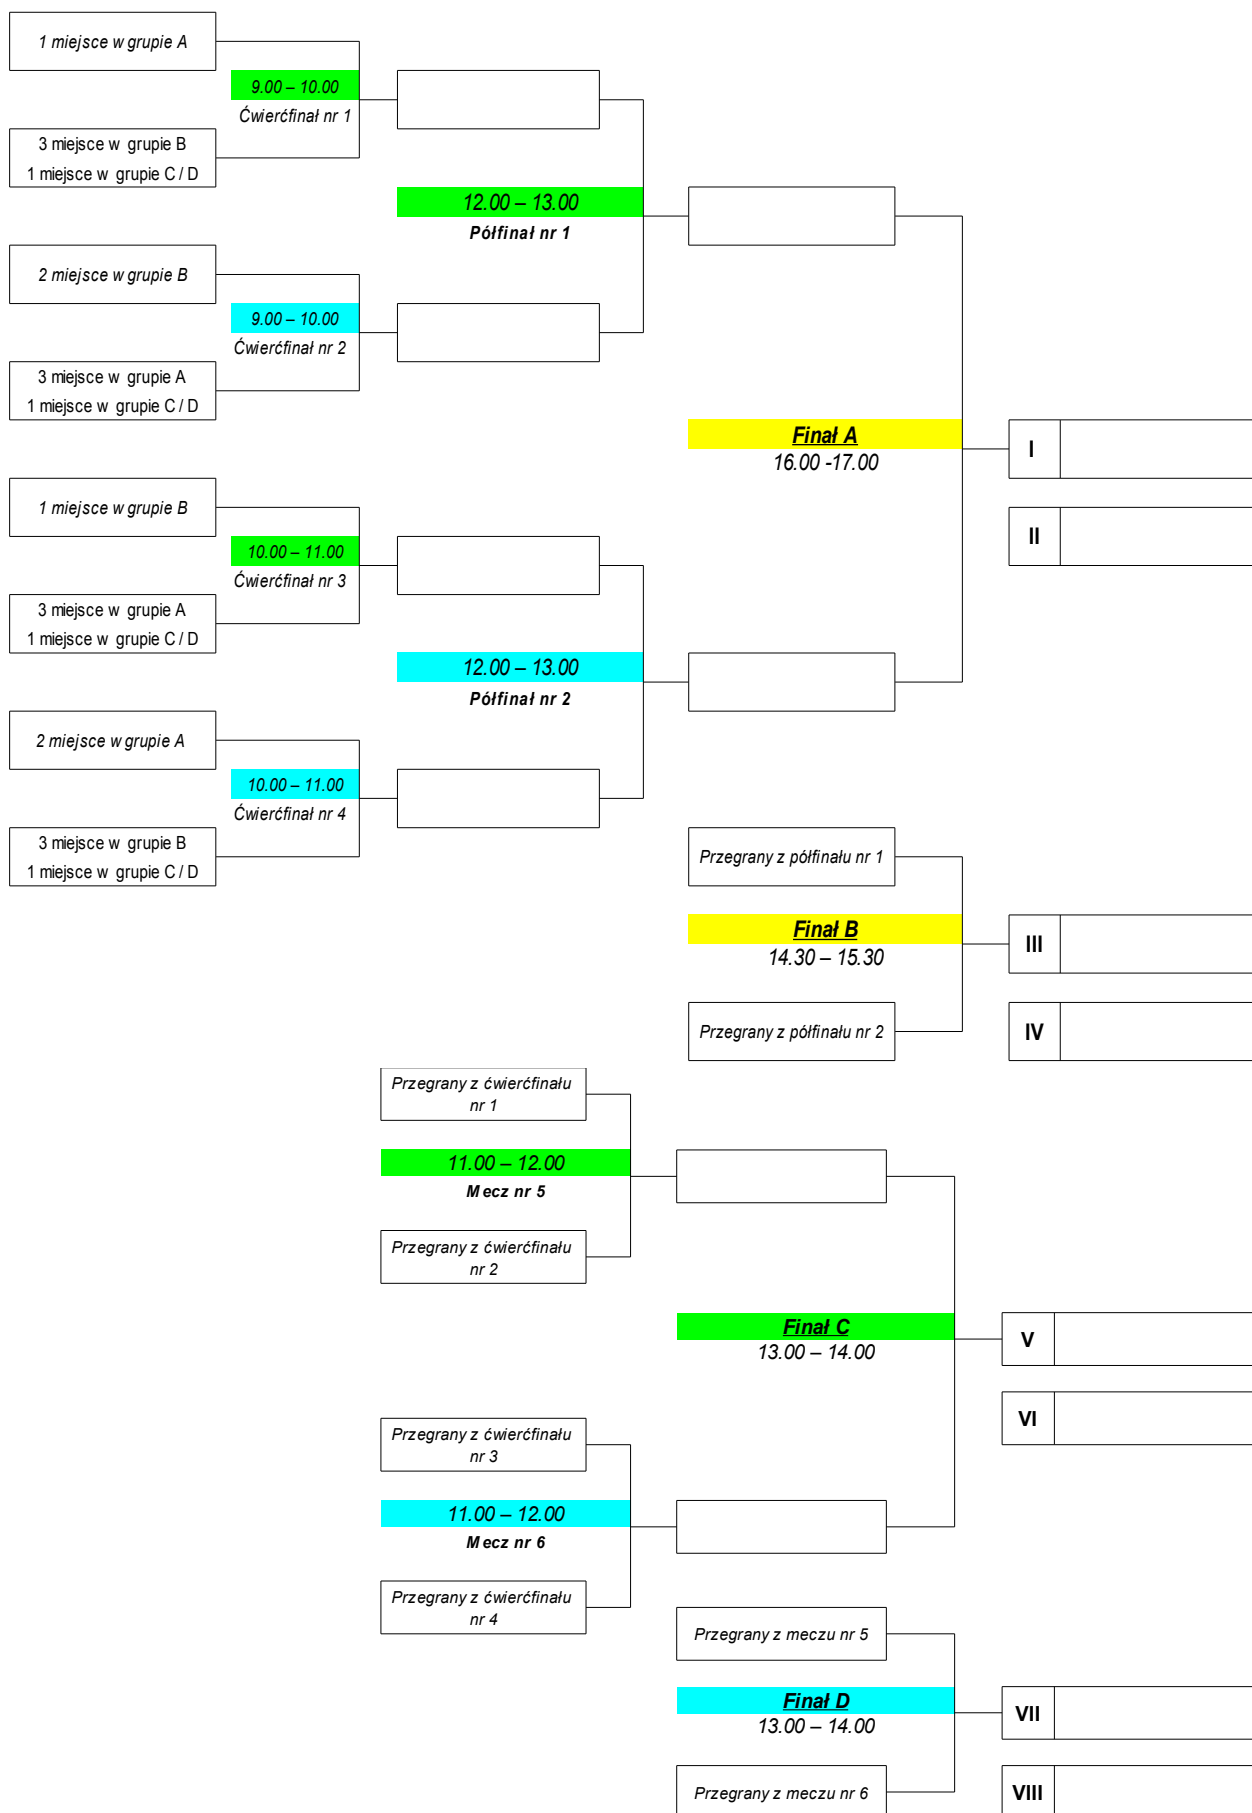 1 miejsce w grupie A
9.00 – 10.00
Ćwierćfinał nr 1
3 miejsce w grupie B
1 miejsce w grupie C / D
12.00 – 13.00
Półfinał nr 1
2 miejsce w grupie B
9.00 – 10.00
Ćwierćfinał nr 2
3 miejsce w grupie A
1 miejsce w grupie C / D
Finał A
16.00 -17.00
I
II
1 miejsce w grupie B
10.00 – 11.00
Ćwierćfinał nr 3
3 miejsce w grupie A
1 miejsce w grupie C / D
12.00 – 13.00
Półfinał nr 2
2 miejsce w grupie A
10.00 – 11.00
Ćwierćfinał nr 4
3 miejsce w grupie B
1 miejsce w grupie C / D
Przegrany z półfinału nr 1
Finał B
14.30 – 15.30
III
Przegrany z półfinału nr 2
IV
Przegrany z ćwierćfinału
nr 1
11.00 – 12.00
Mecz nr 5
Przegrany z ćwierćfinału
nr 2
Finał C
13.00 – 14.00
V
VI
Przegrany z ćwierćfinału
nr 3
11.00 – 12.00
Mecz nr 6
Przegrany z ćwierćfinału
nr 4
Przegrany z meczu nr 5
Finał D
13.00 – 14.00
VII
Przegrany z meczu nr 6
VIII